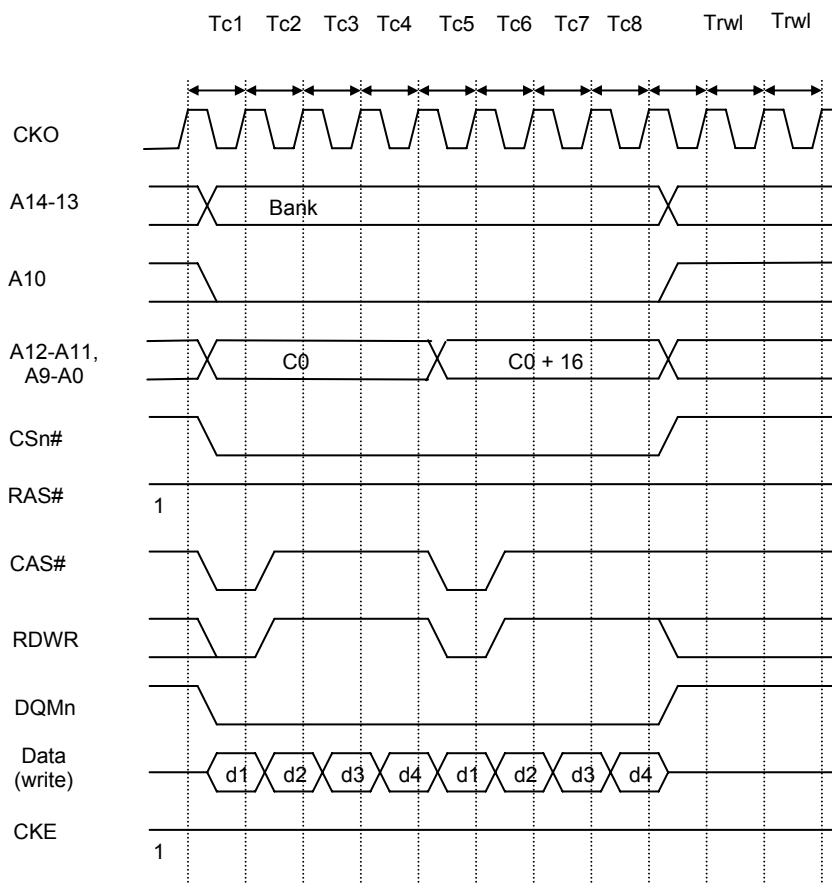 Tc1 Tc2 Tc3 Tc4 Tc5 Tc6 Tc7 Tc8 Trwl Trwl
CKO
A14-13 Bank
A10
A12-A11,
A9-A0
C0 C0 + 16
CSn#
RAS# 1
CAS#
RDWR
DQMn
Data
(write)
d1 d2 d3 d4 d1 d2 d3 d4
CKE 1